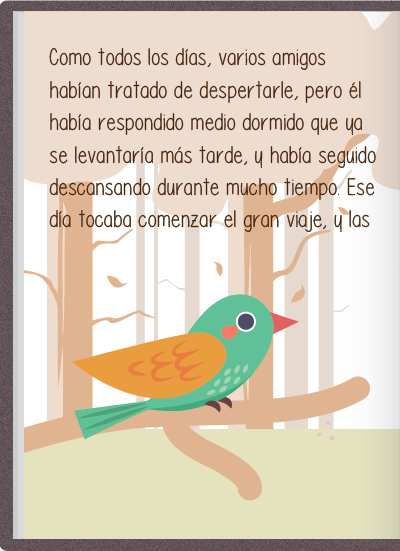 Como todos los días, varios amigos
habían tratado de despertarle, pero él
había respondido medio dormido que ya
se levantaría más tarde, y había seguido
descansando durante mucho tiempo. Ese
día tocaba comenzar el gran viaje, y las